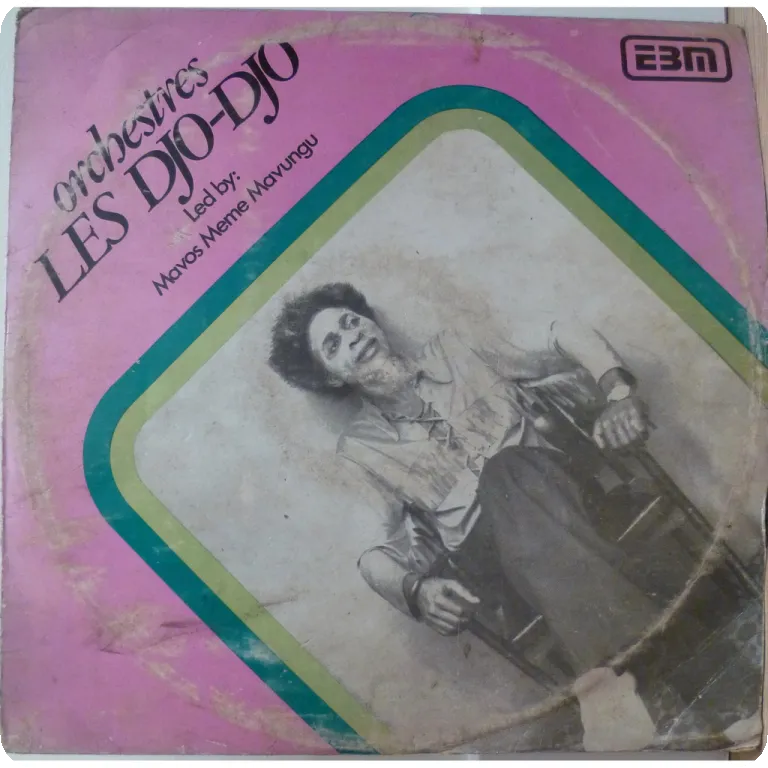 orchestres
LES DJO-DJO
Led by:
Mavos Meme Mavungu
EBM